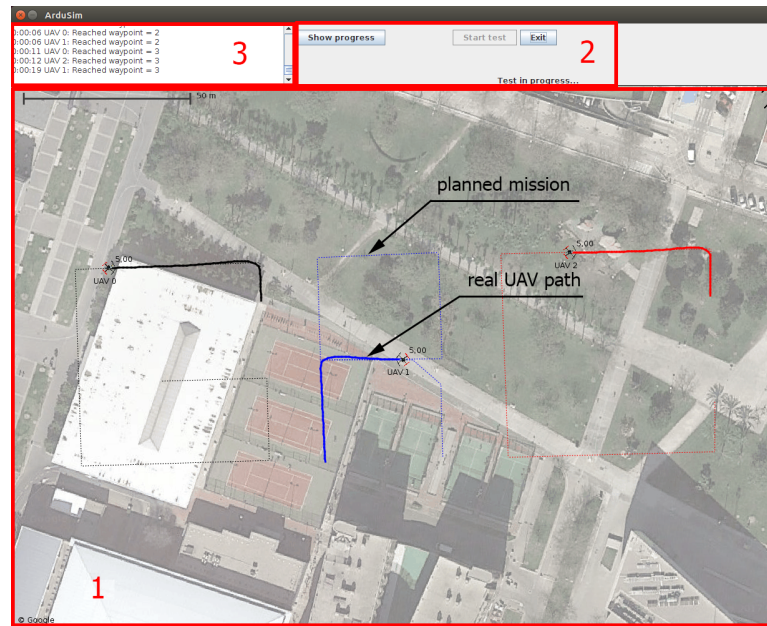 ArduSim
0:00:06 UAV 0: Reached waypoint = 2
0:00:06 UAV 1: Reached waypoint = 2
0:00:11 UAV 0: Reached waypoint = 3
0:00:12 UAV 2: Reached waypoint = 3
0:00:19 UAV 1: Reached waypoint = 3
3
Show progress
Start test
Exit
2
Test in progress...
50 m
planned mission
5.00
UAV 2
5.00
UAV 0
real UAV path
5.00
UAV 1
1
© Google